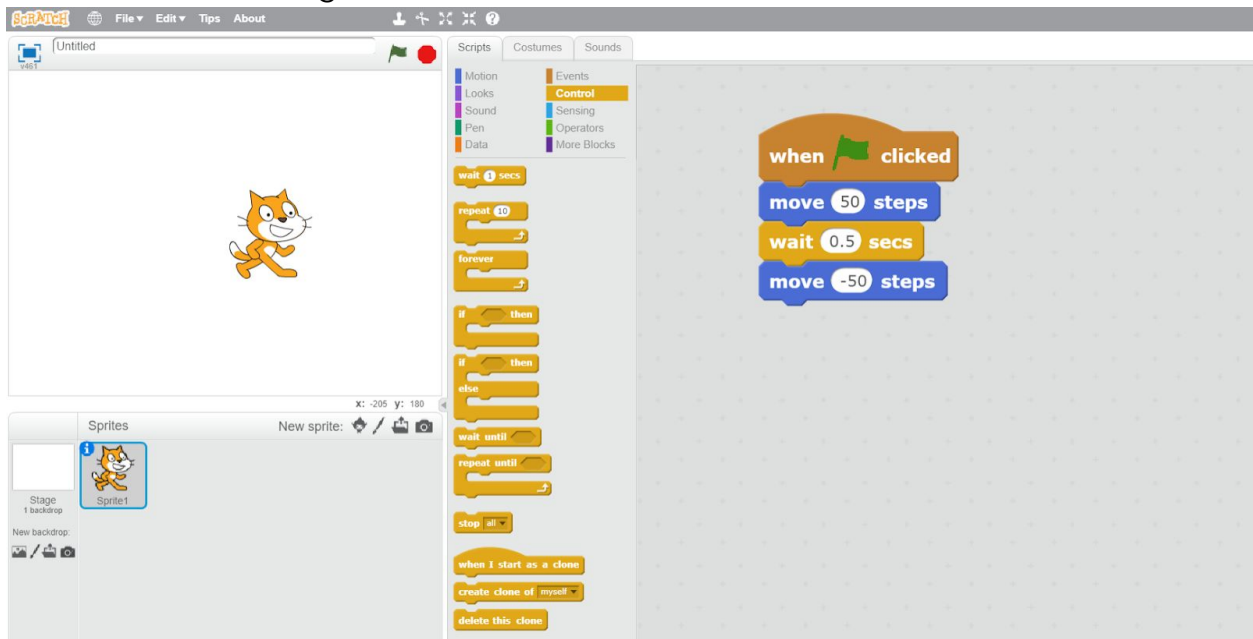 SCRATCH File Edit Tips About
Untitled
v461
x: -205 y: 180
Sprites New sprite:
Stage
1 backdrop
Sprite1
New backdrop:
Scripts Costumes Sounds
Motion Events
Looks Control
Sound Sensing
Pen Operators
Data More Blocks
wait 1 secs
repeat 10
forever
if then
if then
else
wait until
repeat until
stop all
when I start as a clone
create clone of myself
delete this clone
when clicked
move 50 steps
wait 0.5 secs
move -50 steps